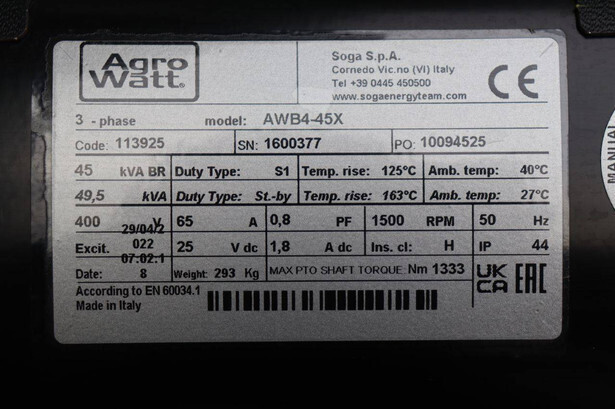 Agro Watt
Soga S.p.A.
Cornedo Vic.no (VI) Italy
Tel +39 0445 450500
www.sogaenergyteam.com
CE
3 - phase model: AWB4-45X
Code: 113925 SN: 1600377 PO: 10094525
45 kVA BR Duty Type: S1 Temp. rise: 125°C Amb. temp: 40°C
49,5 kVA Duty Type: St.-by Temp. rise: 163°C Amb. temp: 27°C
400 V 65 A 0,8 PF 1500 RPM 50 Hz
29/04/2
Excit. 022 25 V dc 1,8 A dc Ins. cl: H IP 44
07:02:1
Date: 8 Weight: 293 Kg MAX PTO SHAFT TORQUE: Nm 1333 UK CA EAC
According to EN 60034.1
Made in Italy
MANUAL